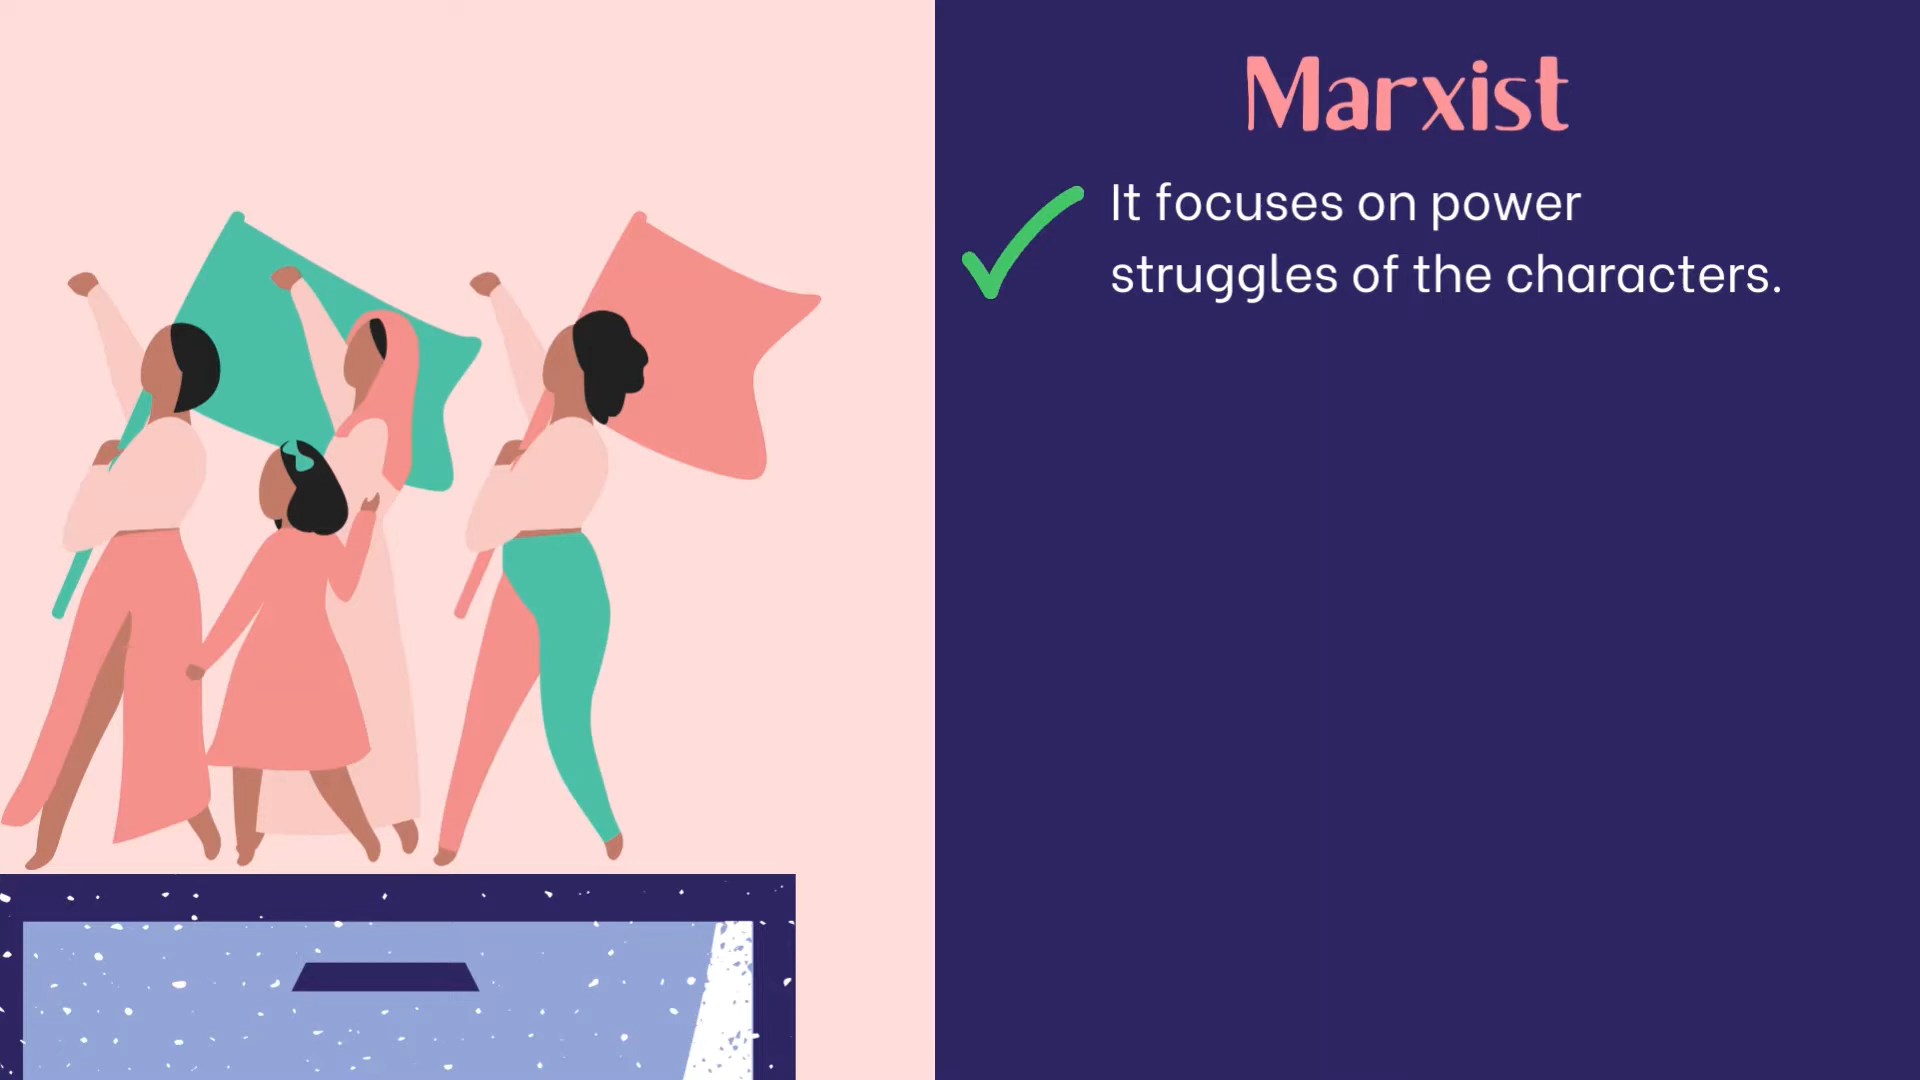 Marxist
It focuses on power
struggles of the characters.